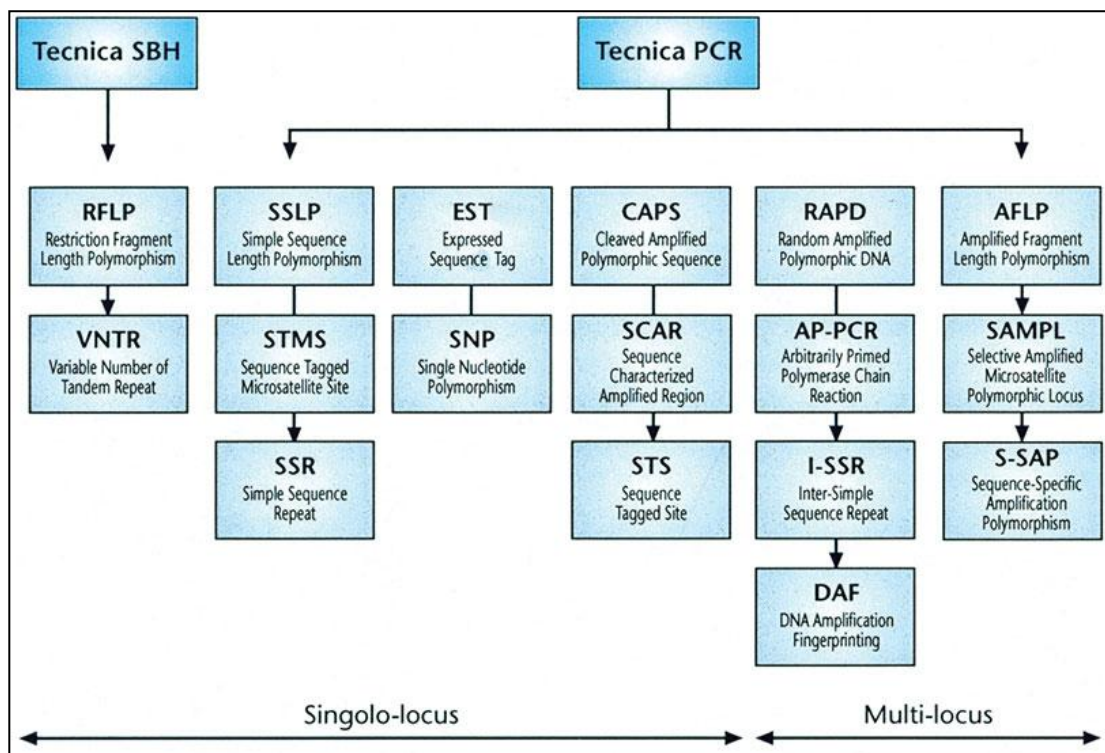 Tecnica SBH
Tecnica PCR
RFLP
Restriction Fragment
Length Polymorphism
SSLP
Simple Sequence
Length Polymorphism
EST
Expressed
Sequence Tag
CAPS
Cleaved Amplified
Polymorphic Sequence
RAPD
Random Amplified
Polymorphic DNA
AFLP
Amplified Fragment
Length Polymorphism
VNTR
Variable Number of
Tandem Repeat
STMS
Sequence Tagged
Microsatellite Site
SNP
Single Nucleotide
Polymorphism
SCAR
Sequence
Characterized
Amplified Region
AP-PCR
Arbitrarily Primed
Polymerase Chain
Reaction
SAMPL
Selective Amplified
Microsatellite
Polymorphic Locus
SSR
Simple Sequence
Repeat
STS
Sequence
Tagged Site
I-SSR
Inter-Simple
Sequence Repeat
S-SAP
Sequence-Specific
Amplification
Polymorphism
DAF
DNA Amplification
Fingerprinting
Singolo-locus
Multi-locus